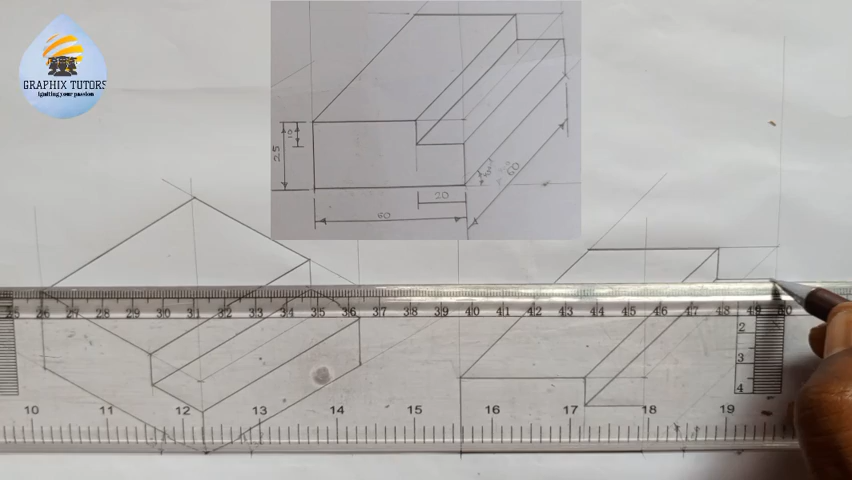 GRAPHIX TUTORS
igniting your passion
10
25
20
60
60
25 26 27 28 29 30 31 32 33 34 35 36 37 38 39 40 41 42 43 44 45 46 47 48 49 50
2
3
4
10 11 12 13 14 15 16 17 18 19